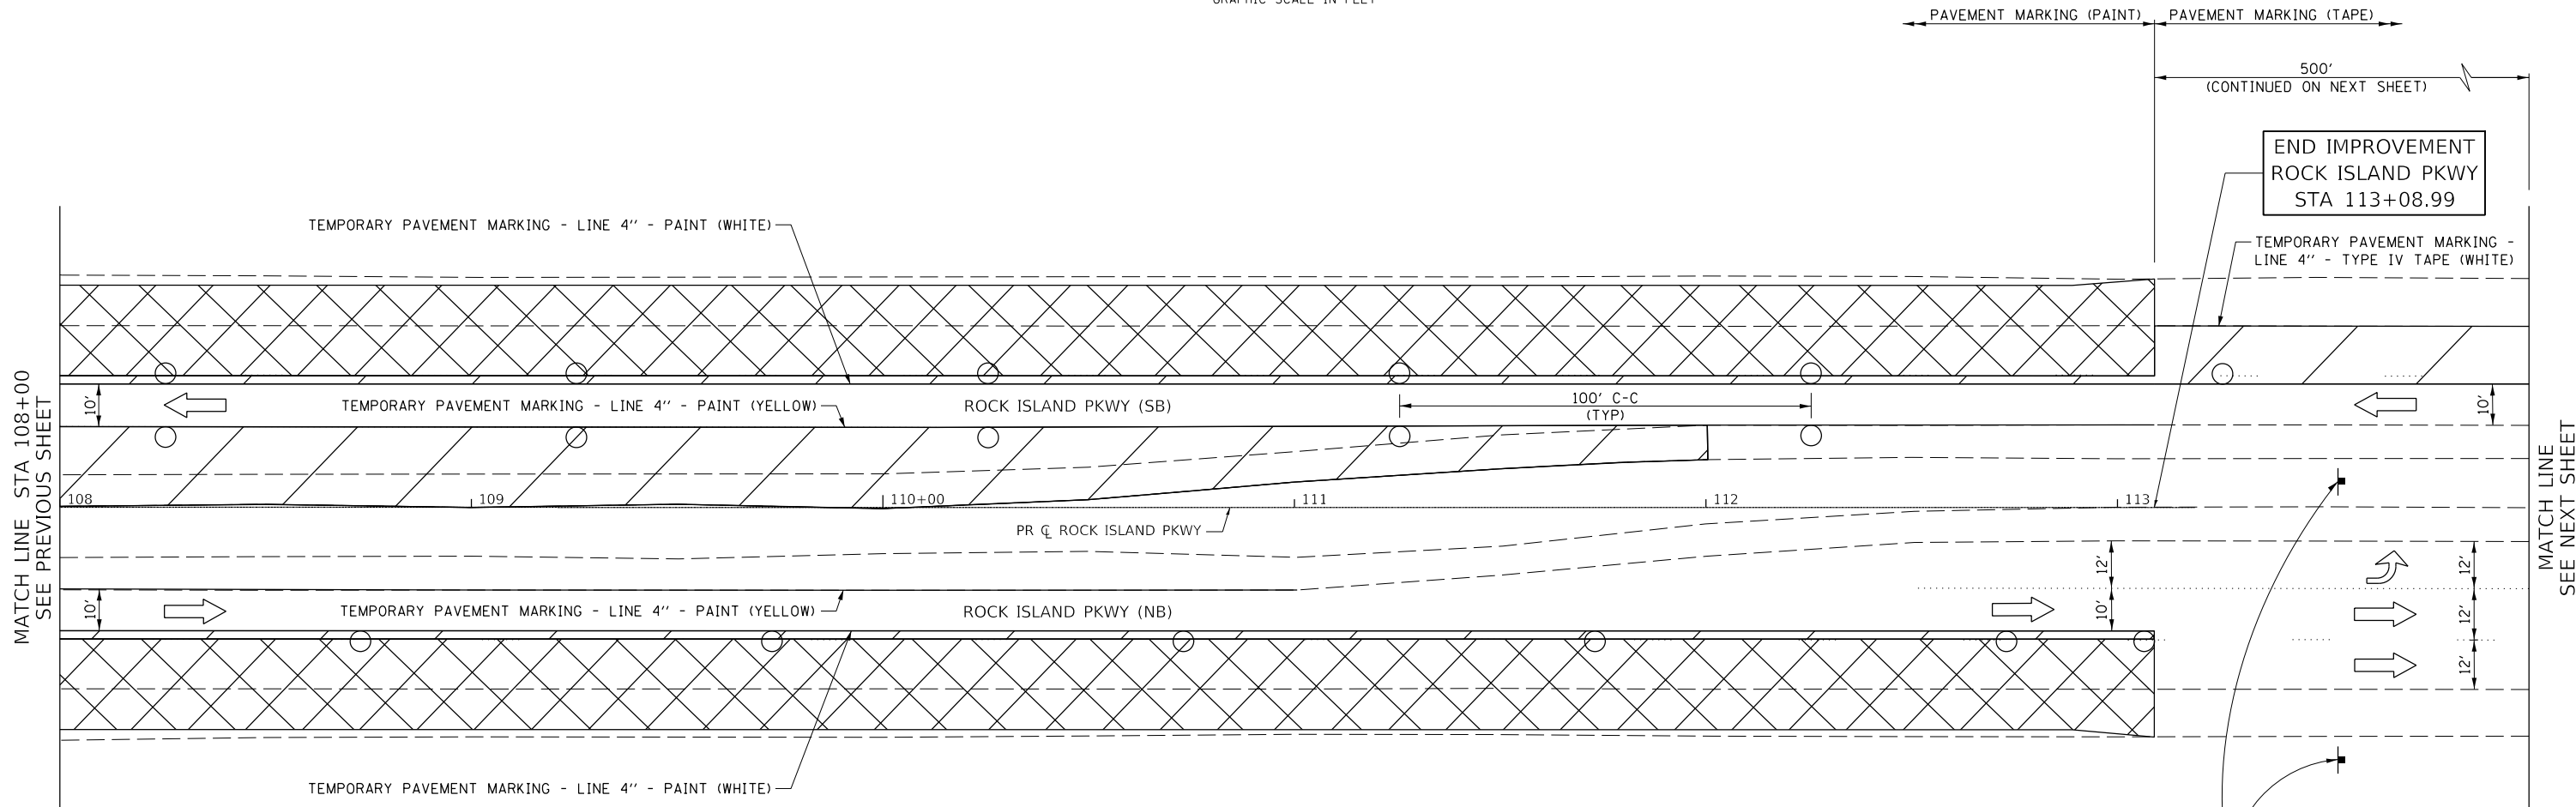 GRAPHIC SCALE IN FEET
PAVEMENT MARKING (PAINT)
PAVEMENT MARKING (TAPE)
500'
(CONTINUED ON NEXT SHEET)
END IMPROVEMENT
ROCK ISLAND PKWY
STA 113+08.99
TEMPORARY PAVEMENT MARKING - LINE 4'' - PAINT (WHITE)
TEMPORARY PAVEMENT MARKING -
LINE 4'' - TYPE IV TAPE (WHITE)
MATCH LINE STA 108+00
SEE PREVIOUS SHEET
10'
TEMPORARY PAVEMENT MARKING - LINE 4'' - PAINT (YELLOW)
ROCK ISLAND PKWY (SB)
100' C-C
(TYP)
10'
108
109
110+00
111
112
113
PR ℄ ROCK ISLAND PKWY
MATCH LINE
SEE NEXT SHEET
10'
TEMPORARY PAVEMENT MARKING - LINE 4'' - PAINT (YELLOW)
ROCK ISLAND PKWY (NB)
12'
10'
12'
12'
12'
TEMPORARY PAVEMENT MARKING - LINE 4'' - PAINT (WHITE)